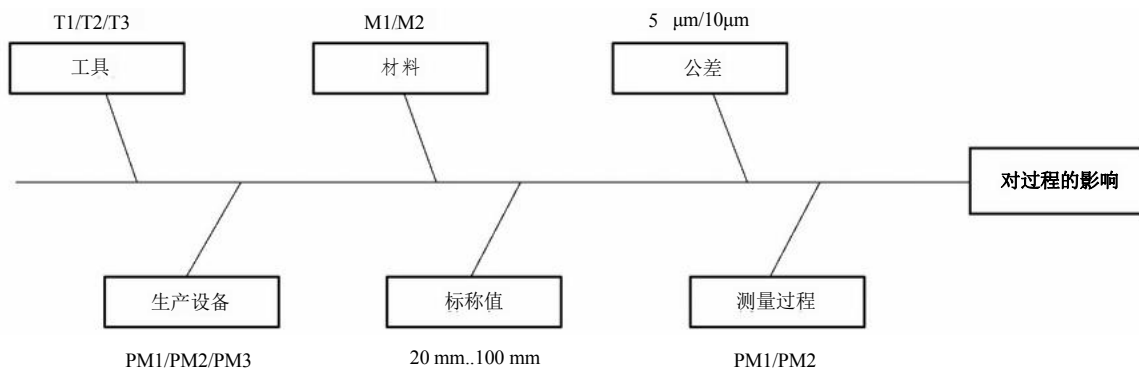 T1/T2/T3
M1/M2
5 μm/10μm
工具
材料
公差
对过程的影响
生产设备
标称值
测量过程
PM1/PM2/PM3
20 mm..100 mm
PM1/PM2